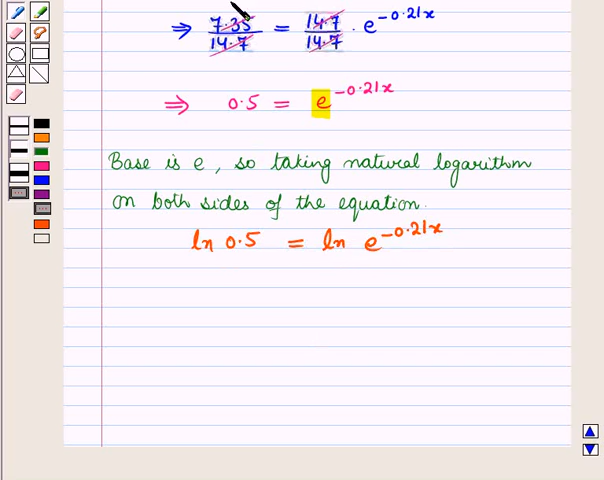 ⇒ 7.35/14.7 = 14.7/14.7 · e^-0.21x
⇒ 0.5 = e^-0.21x
Base is e, so taking natural logarithm
on both sides of the equation.
ln 0.5 = ln e^-0.21x